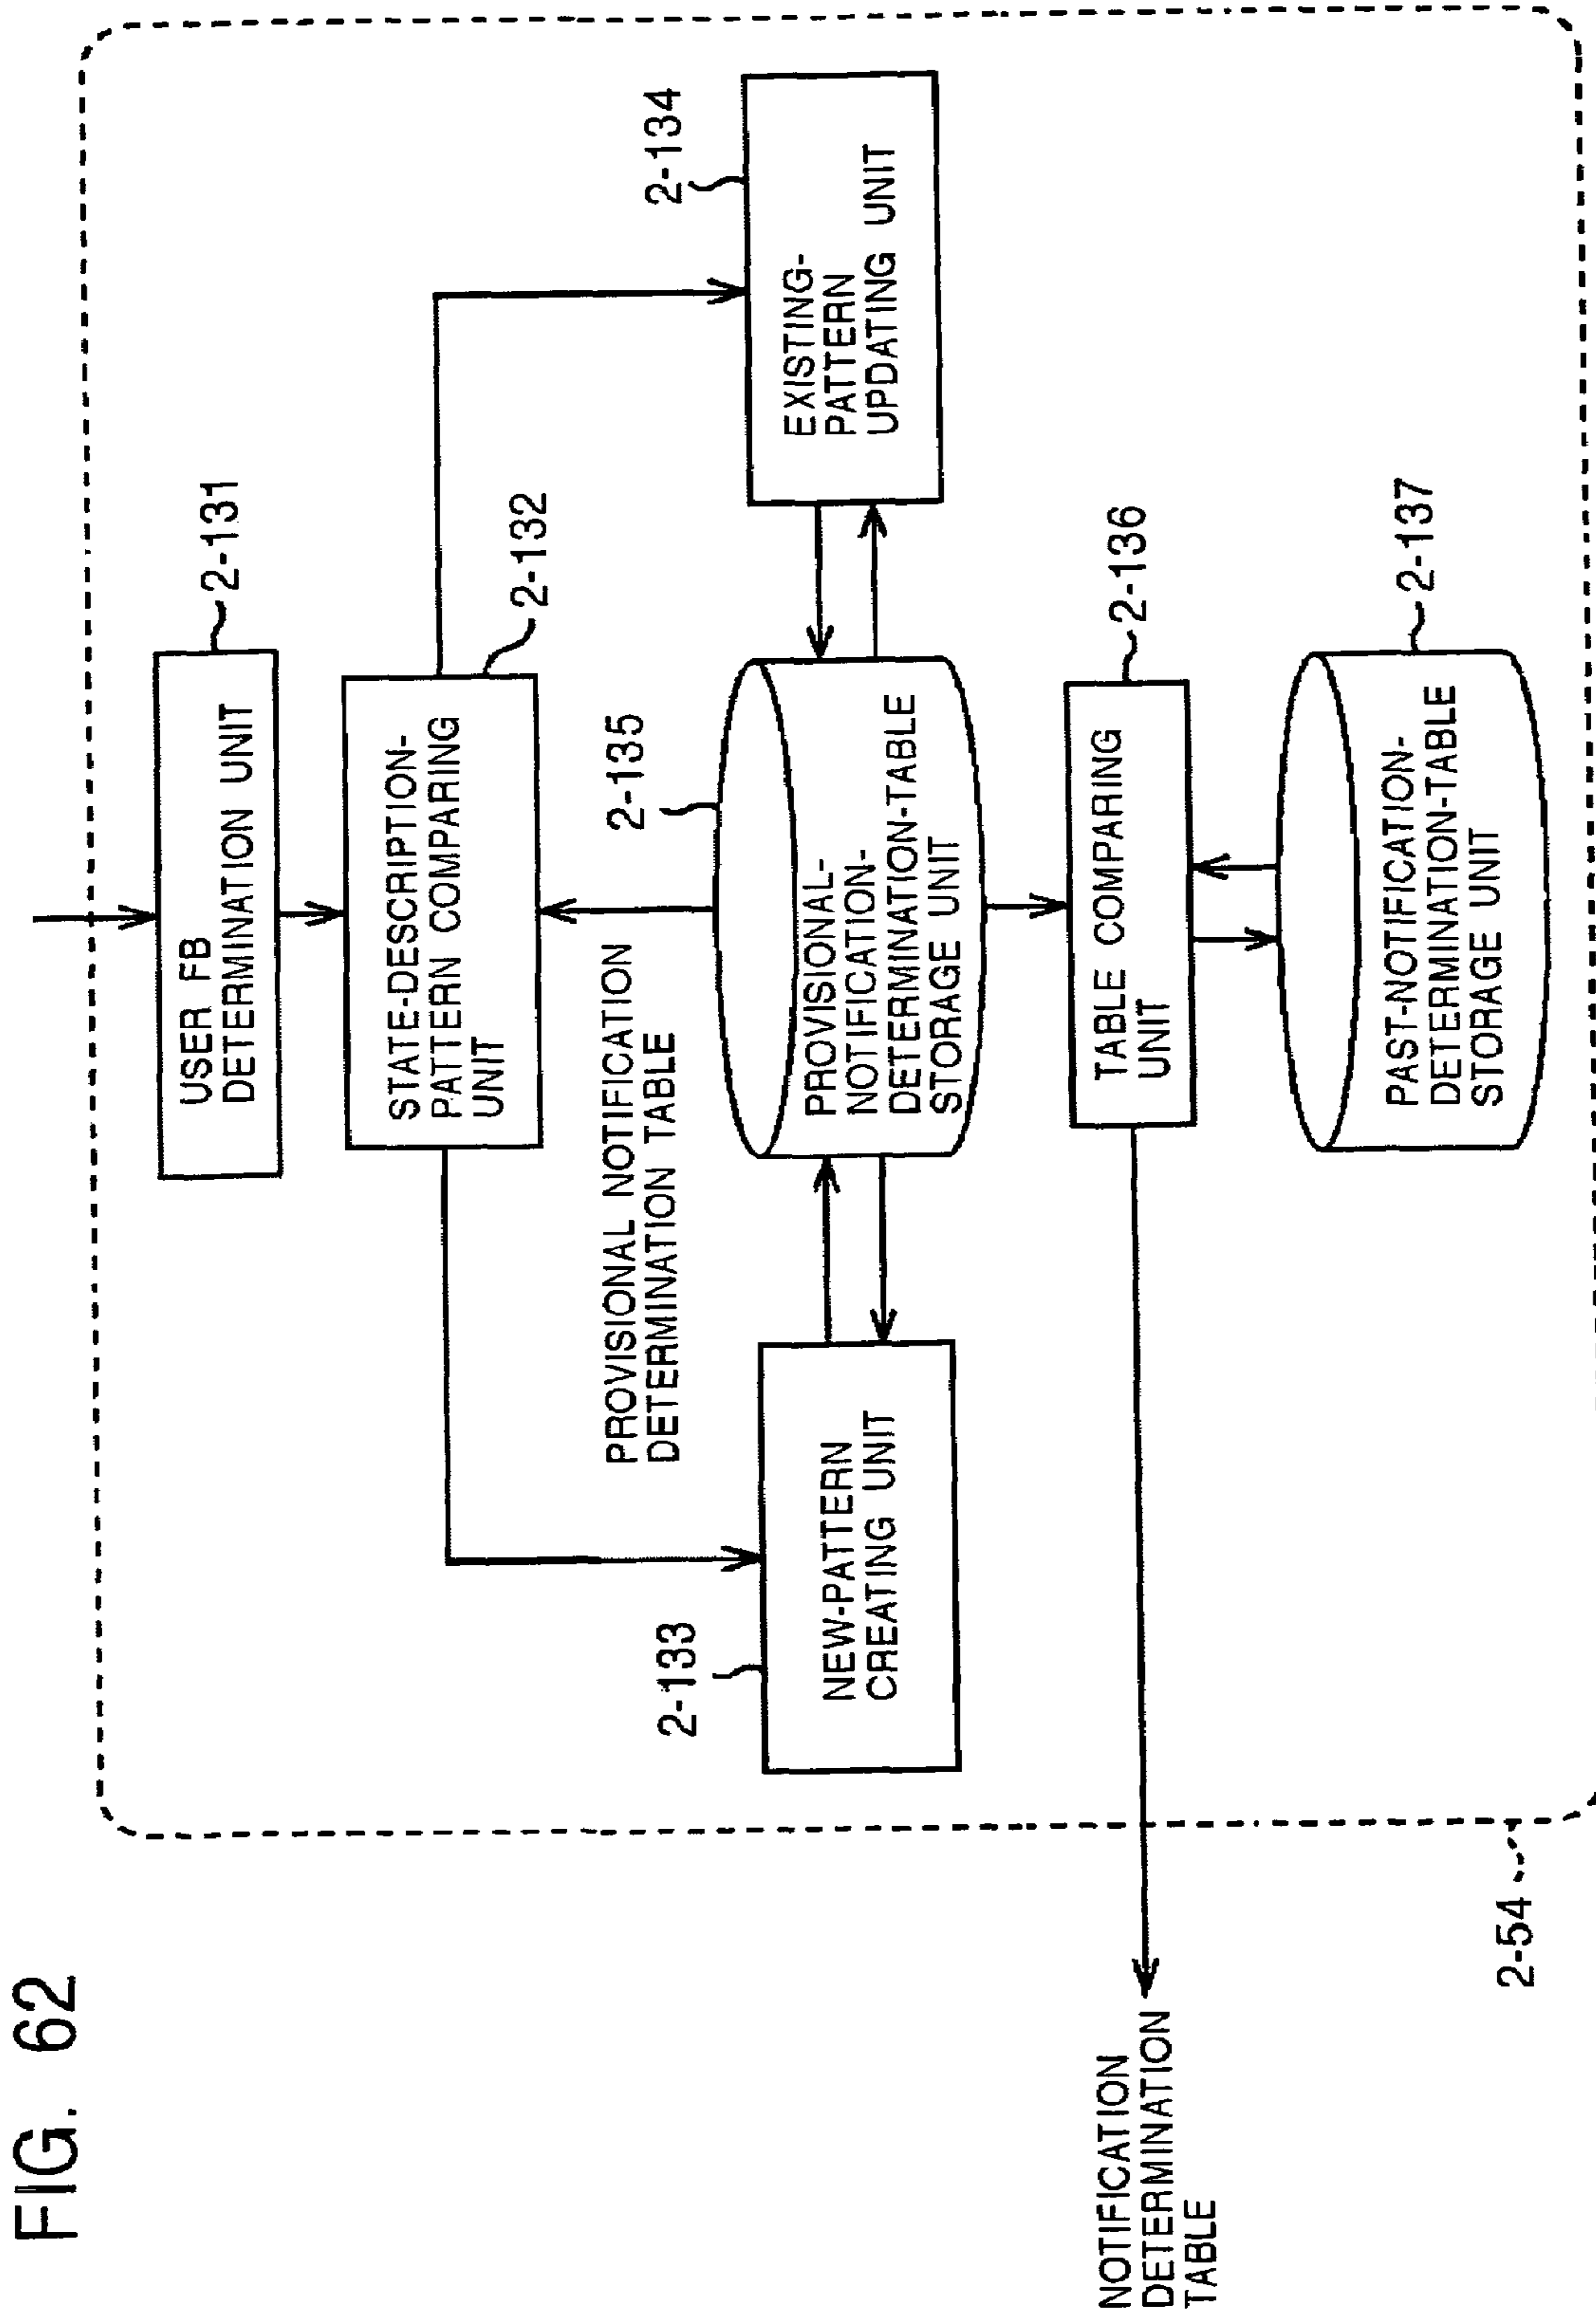 FIG. 62
USER FB
DETERMINATION UNIT
2-131
STATE-DESCRIPTION-
PATTERN COMPARING
UNIT
2-132
PROVISIONAL NOTIFICATION
DETERMINATION TABLE
2-133
NEW-PATTERN
CREATING UNIT
2-135
PROVISIONAL-
NOTIFICATION-
DETERMINATION-TABLE
STORAGE UNIT
2-134
EXISTING-
PATTERN
UPDATING UNIT
NOTIFICATION
DETERMINATION
TABLE
TABLE COMPARING
UNIT
2-136
PAST-NOTIFICATION-
DETERMINATION-TABLE
STORAGE UNIT
2-137
2-54